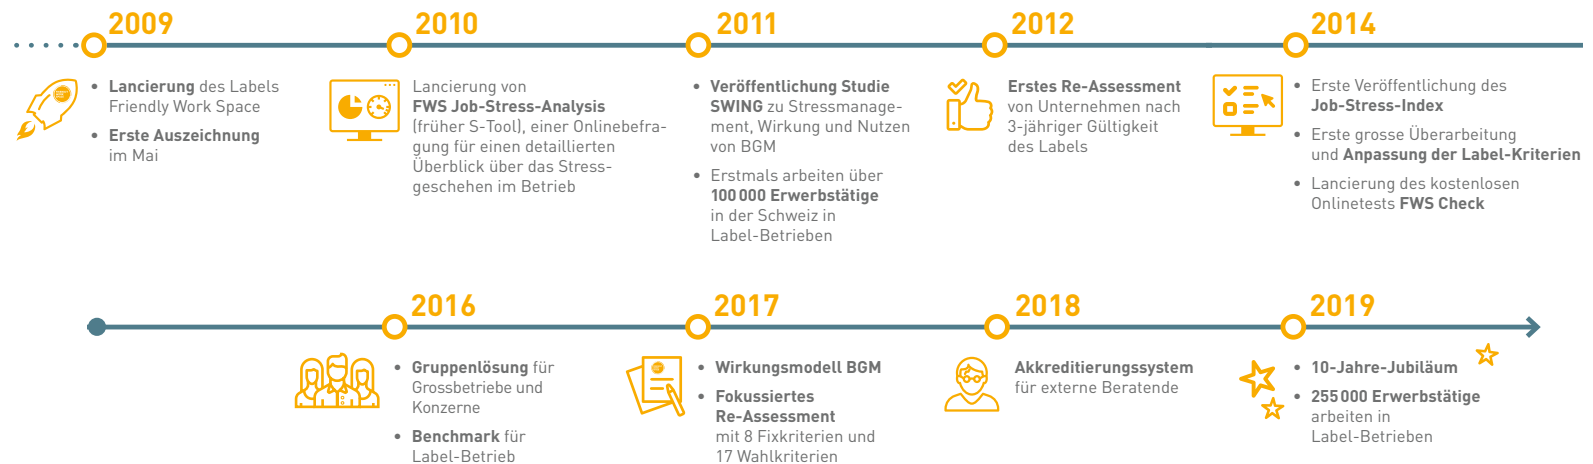 2009
• Lancierung des Labels
Friendly Work Space
• Erste Auszeichnung
im Mai
2010
Lancierung von
FWS Job-Stress-Analysis
(früher S-Tool), einer Onlinebefra-
gung für einen detaillierten
Überblick über das Stress-
geschehen im Betrieb
2011
• Veröffentlichung Studie
SWING zu Stressmanage-
ment, Wirkung und Nutzen
von BGM
• Erstmals arbeiten über
100 000 Erwerbstätige
in der Schweiz in
Label-Betrieben
2012
Erstes Re-Assessment
von Unternehmen nach
3-jähriger Gültigkeit
des Labels
2014
• Erste Veröffentlichung des
Job-Stress-Index
• Erste grosse Überarbeitung
und Anpassung der Label-Kriterien
• Lancierung des kostenlosen
Onlinetests FWS Check
2016
• Gruppenlösung für
Grossbetriebe und
Konzerne
• Benchmark für
Label-Betrieb
2017
• Wirkungsmodell BGM
• Fokussiertes
Re-Assessment
mit 8 Fixkriterien und
17 Wahlkriterien
2018
Akkreditierungssystem
für externe Beratende
2019
• 10-Jahre-Jubiläum
• 255 000 Erwerbstätige
arbeiten in
Label-Betrieben